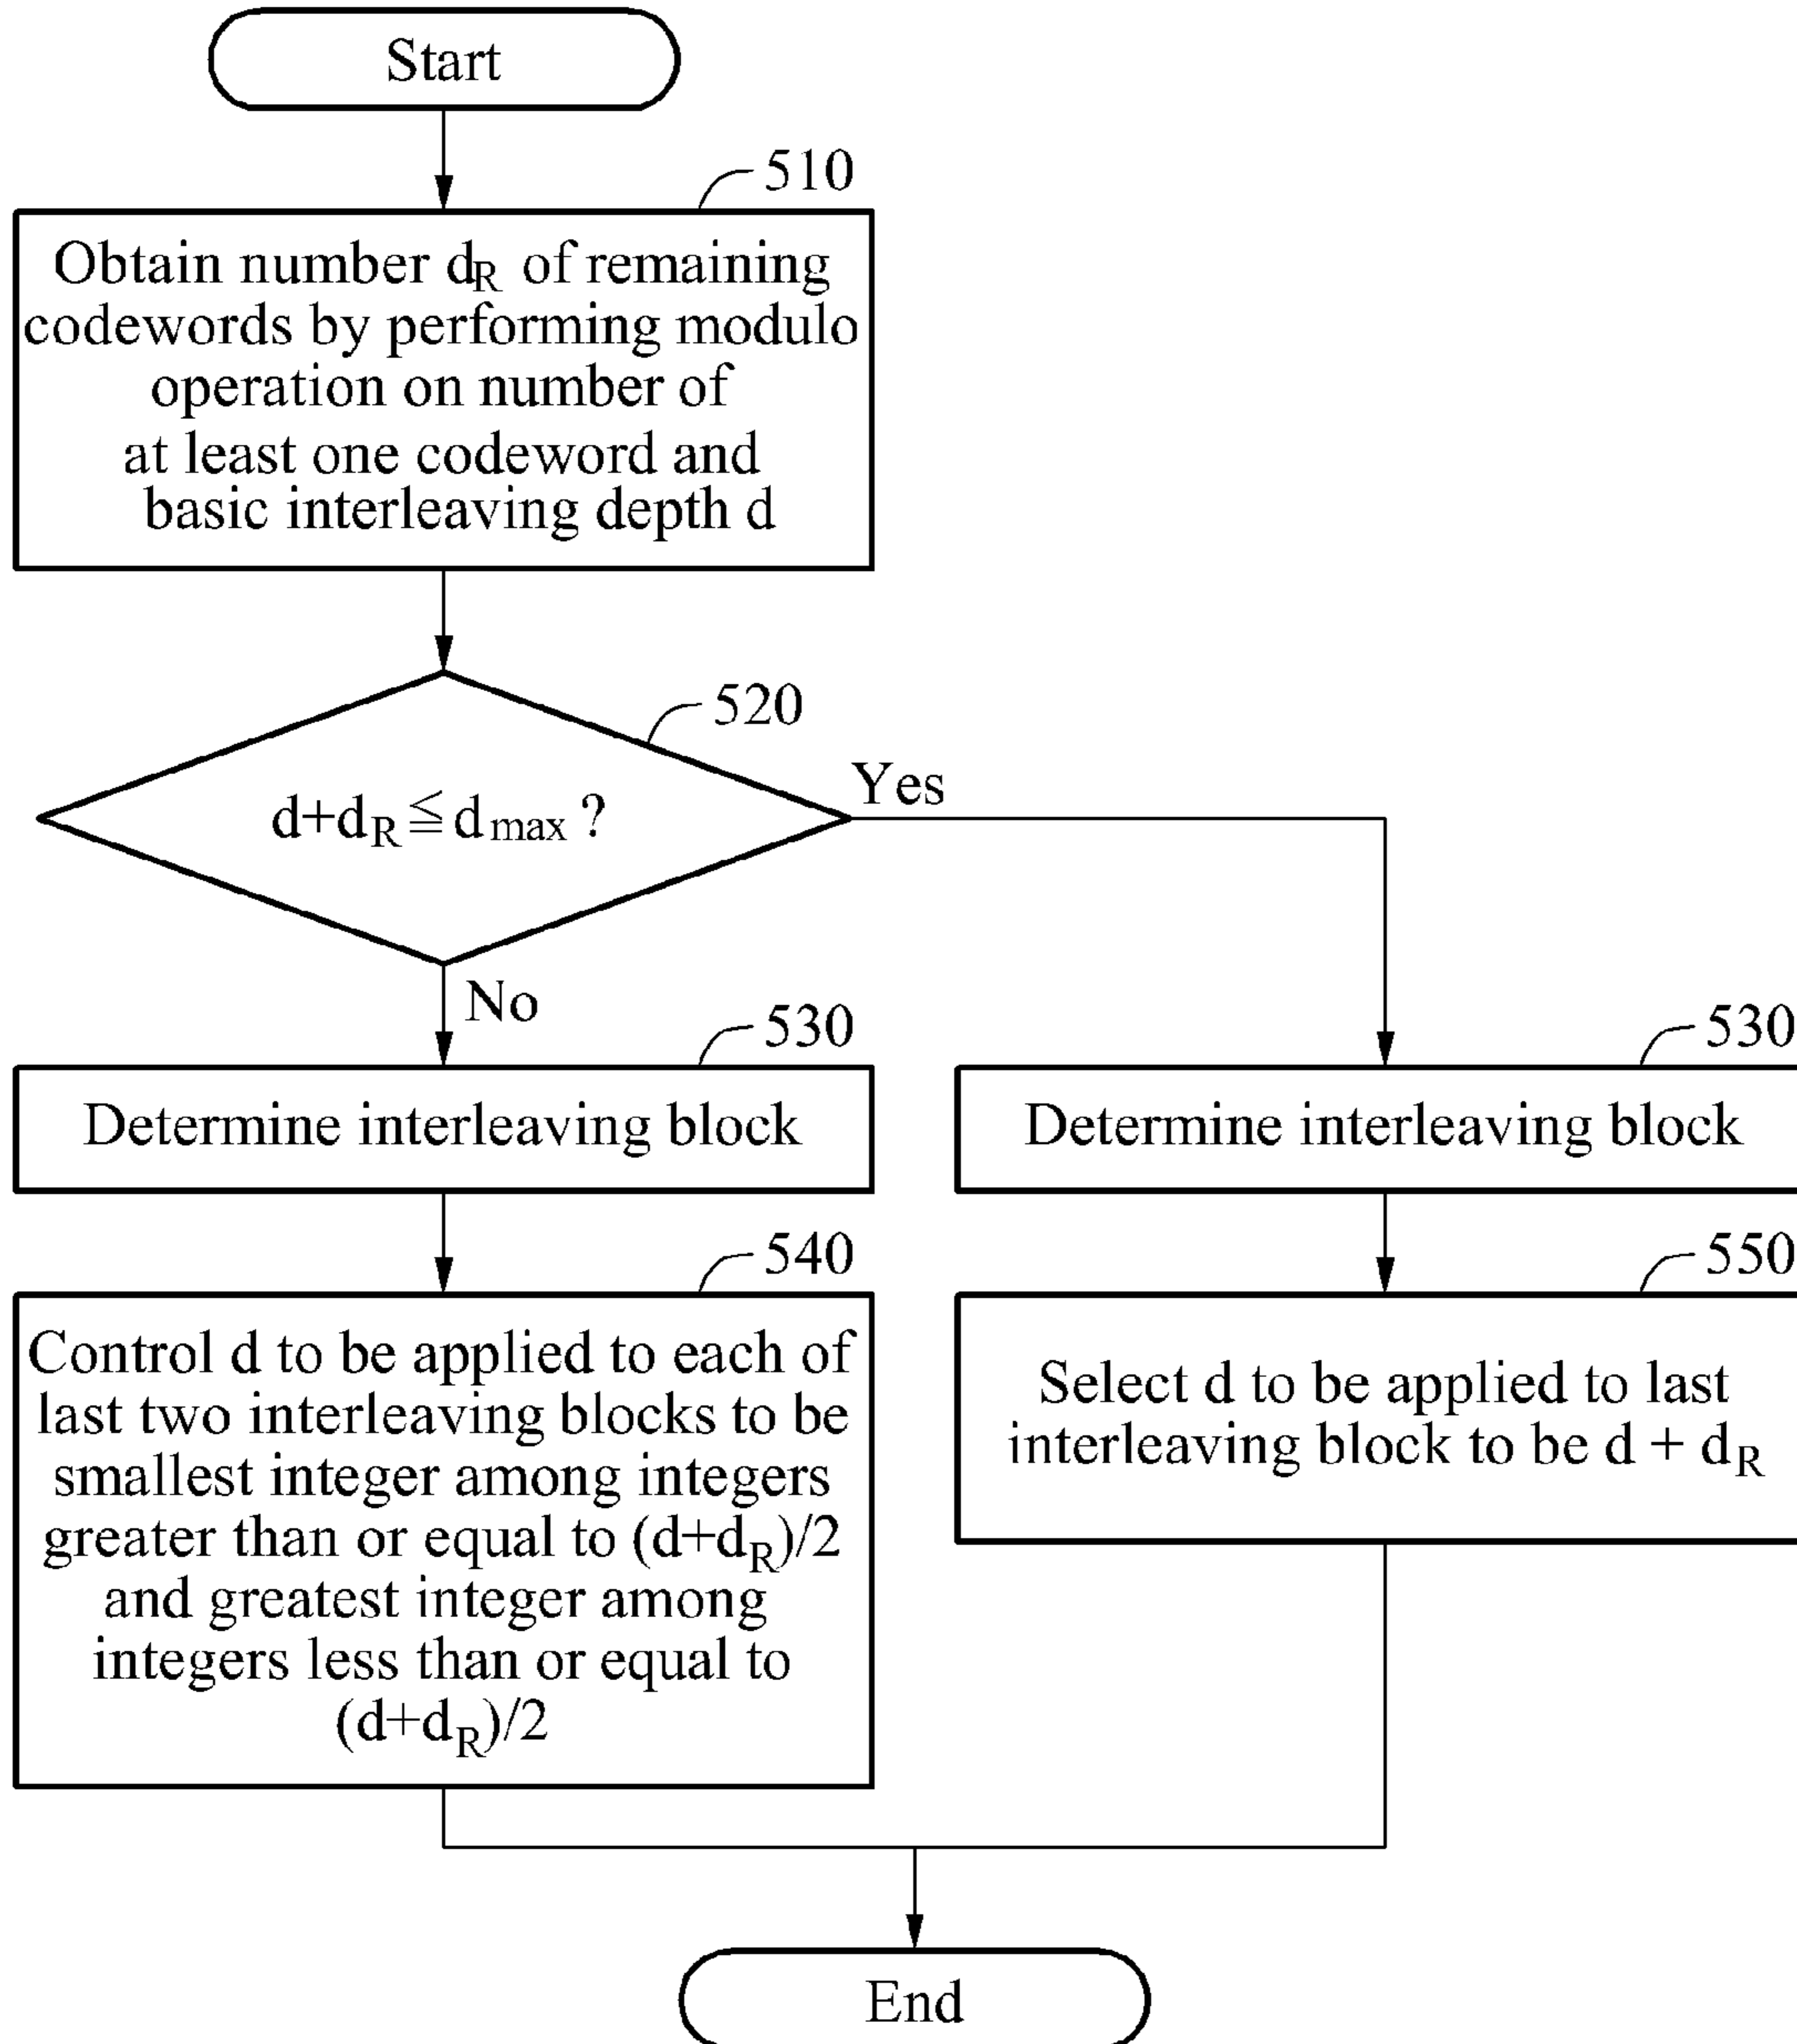 Start
510
Obtain number dR of remaining
codewords by performing modulo
operation on number of
at least one codeword and
basic interleaving depth d
520
d+dR≦dmax ?
Yes
No
530
Determine interleaving block
530
Determine interleaving block
540
Control d to be applied to each of
last two interleaving blocks to be
smallest integer among integers
greater than or equal to (d+dR)/2
and greatest integer among
integers less than or equal to
(d+dR)/2
550
Select d to be applied to last
interleaving block to be d + dR
End